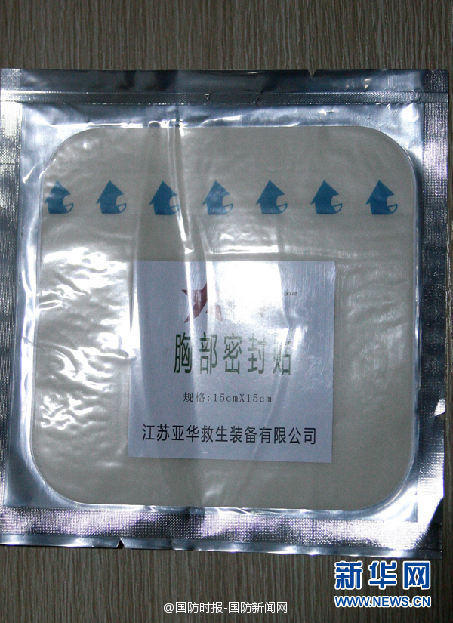 胸部密封贴
规格:15cmX15cm
江苏亚华救生装备有限公司
新华网
WWW.NEWS.CN
@国防时报-国防新闻网